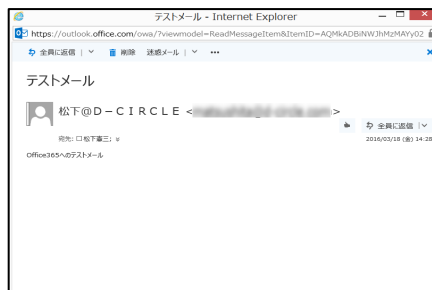 テストメール - Internet Explorer
https://outlook.office.com/owa/?viewmodel=ReadMessageItem&ItemID=AQMkADBiNWJhMzMAYy02
全員に返信 | 削除 迷惑メール | •••
テストメール
松下@D－ＣＩＲＣＬＥ < >
全員に返信 |
宛先: 松下憲三;
2016/03/18 (金) 14:28
Office365へのテストメール